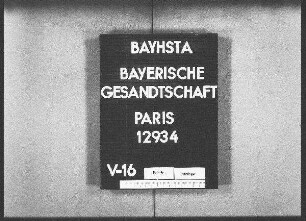 BAYHSTA
BAYERISCHE
GESANDTSCHAFT
PARIS
12934
V-16